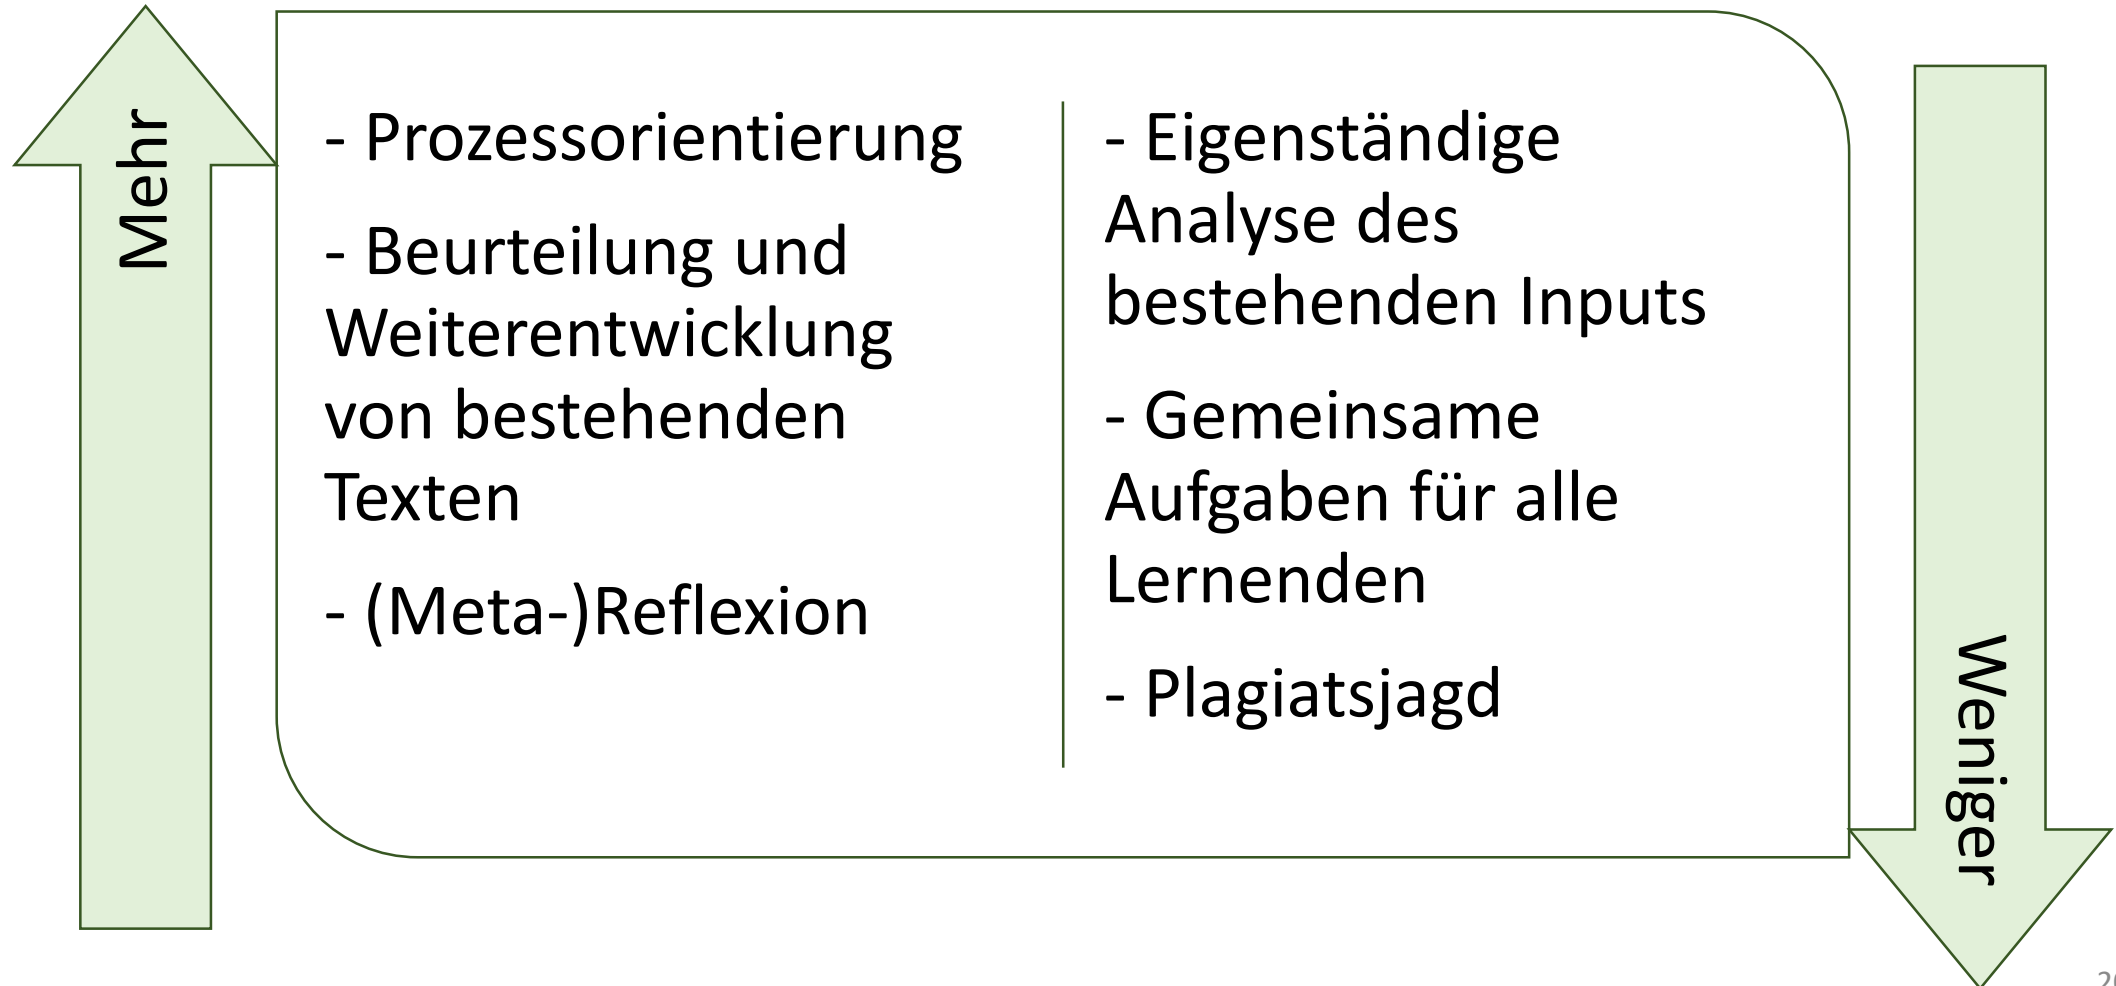 Mehr
- Prozessorientierung
- Beurteilung und
Weiterentwicklung
von bestehenden
Texten
- (Meta-)Reflexion
- Eigenständige
Analyse des
bestehenden Inputs
- Gemeinsame
Aufgaben für alle
Lernenden
- Plagiatsjagd
Weniger